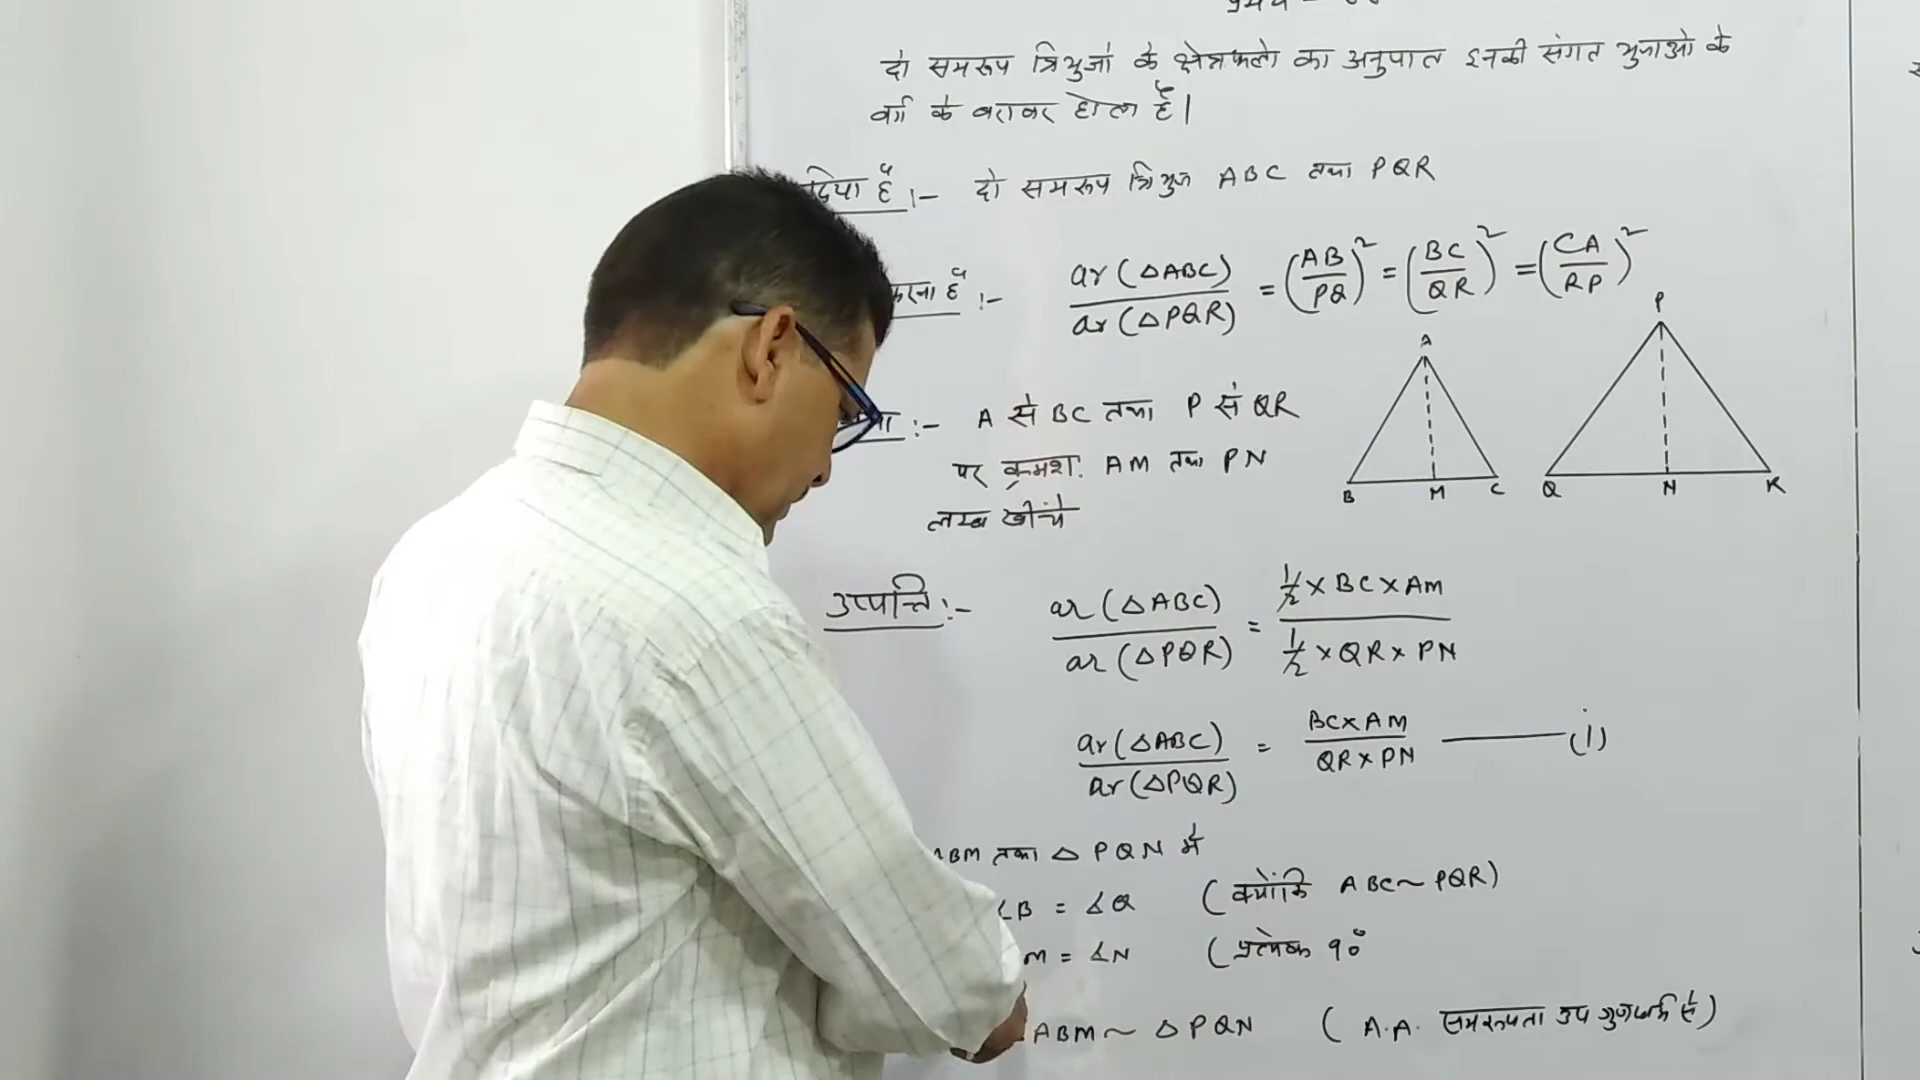 दो समरूप त्रिभुजों के क्षेत्रफलो का अनुपात इनकी संगत भुजाओ के
वर्ग के बराबर होता है।
दिया है :- दो समरूप त्रिभुज ABC तथा PQR
करना है :- ar (△ABC) / ar (△PQR) = (AB/PQ)² = (BC/QR)² = (CA/RP)²
A P
:- A से BC तथा P से QR
पर क्रमश. AM तथा PN
B M C Q N R
लम्ब खींचे
उपपत्ति :- ar (△ABC) / ar (△PQR) = ½ × BC × AM / ½ × QR × PN
ar (△ABC) / ar (△PQR) = BC × AM / QR × PN (i)
ABM तथा △ PQN में
∠B = ∠Q (क्योंकि ABC ~ PQR)
M = ∠N (प्रत्येक 90°
ABM ~ △PQN (A.A. समरूपता उप गुणधर्म से)